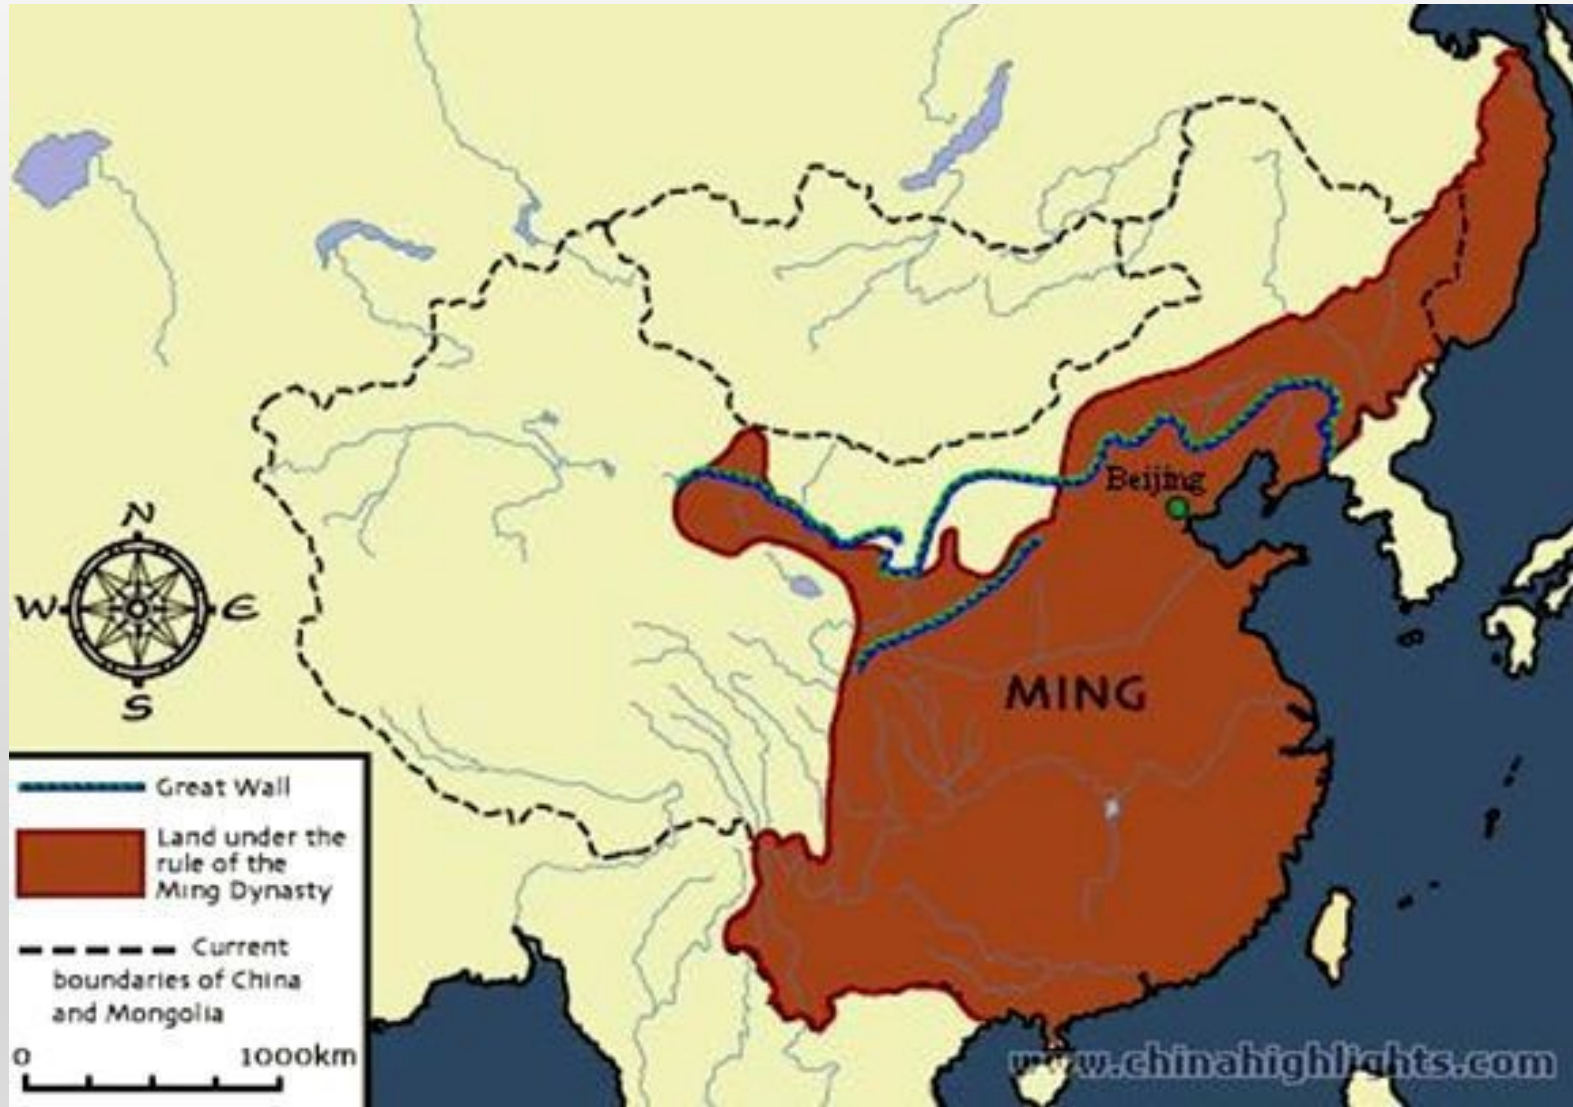 N
W
E
S
Beijing
MING
Great Wall
Land under the
rule of the
Ming Dynasty
Current
boundaries of China
and Mongolia
0 1000km
www.chinahighlights.com